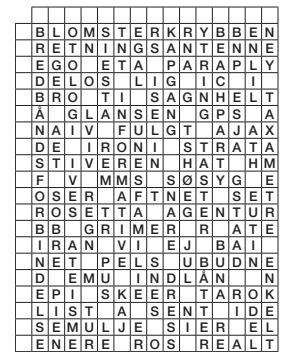 BLOMSTERKRYBBEN
RETNINGSANTENNE
EGO ETA PARAPLY
DELOS LIG IC I
BRO TI SAGNHELT
Å GLANSEN GPS A
NAIV FULGT AJAX
DE IRONI STRATA
STIVEREN HAT HM
F V MMS SØSYG E
OSER AFTNET SET
ROSETTA AGENTUR
BB GRIMER R ATE
IRAN VI EJ BAI
NET PELS UBUDNE
D EMU INDLÅN N
EPI SKEER TAROK
LIST A SENT IDE
SEMULJE SIER EL
ENERE ROS REALT